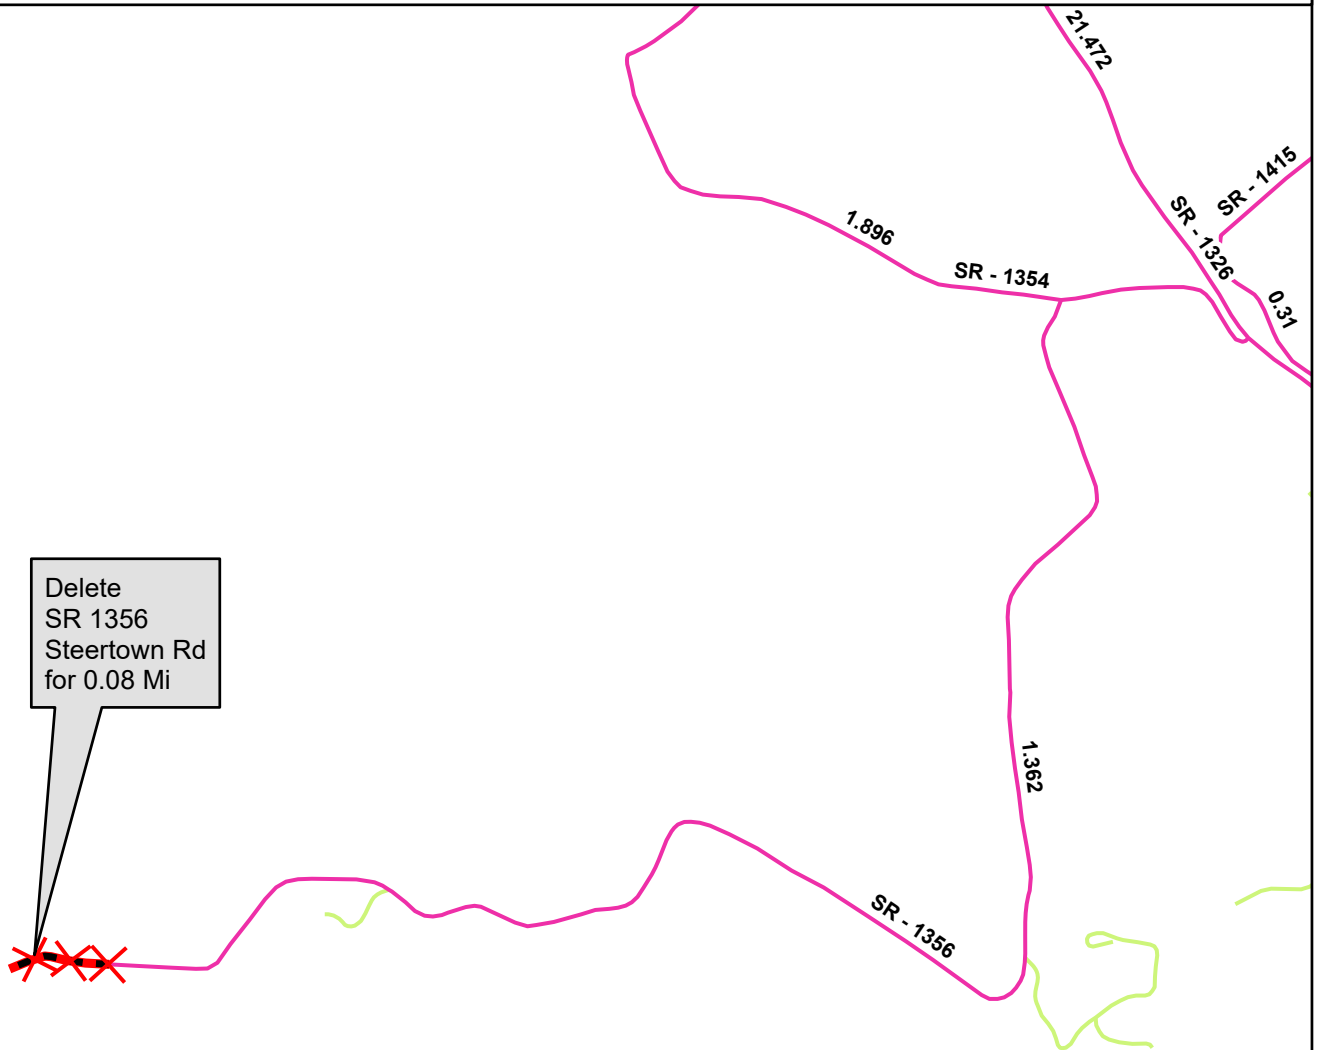 21.472
SR - 1415
SR - 1326
1.896
SR - 1354
0.31
Delete
SR 1356
Steertown Rd
for 0.08 Mi
1.362
SR - 1356